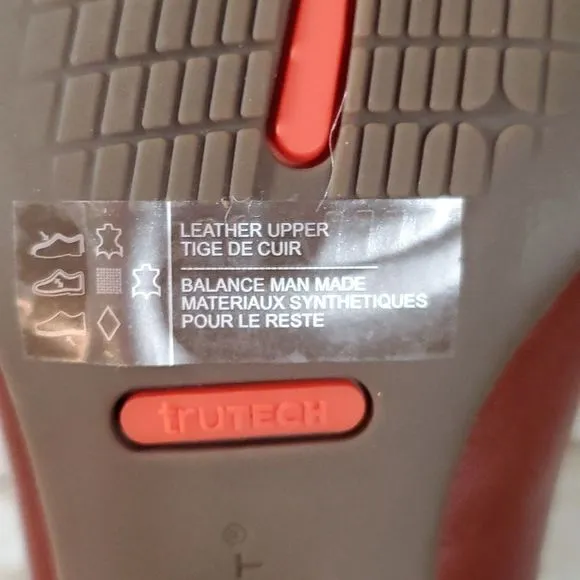 LEATHER UPPER
TIGE DE CUIR
BALANCE MAN MADE
MATERIAUX SYNTHETIQUES
POUR LE RESTE
truTECH
T®